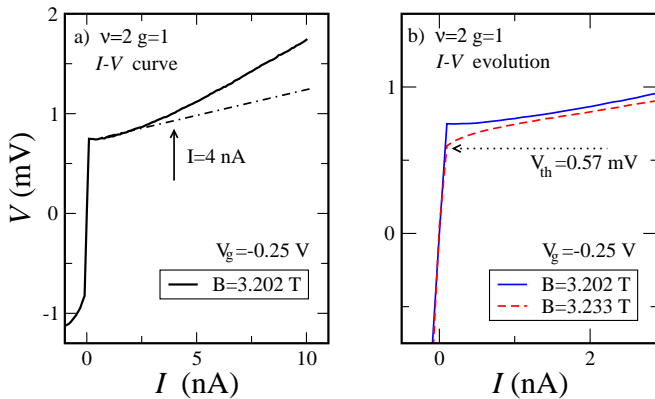 a) ν=2 g=1
I-V curve
I=4 nA
V_g=-0.25 V
B=3.202 T
V (mV)
2
1
0
-1
0
5
10
I (nA)
b) ν=2 g=1
I-V evolution
V_th=0.57 mV
V_g=-0.25 V
B=3.202 T
B=3.233 T
1
0
0
2
I (nA)